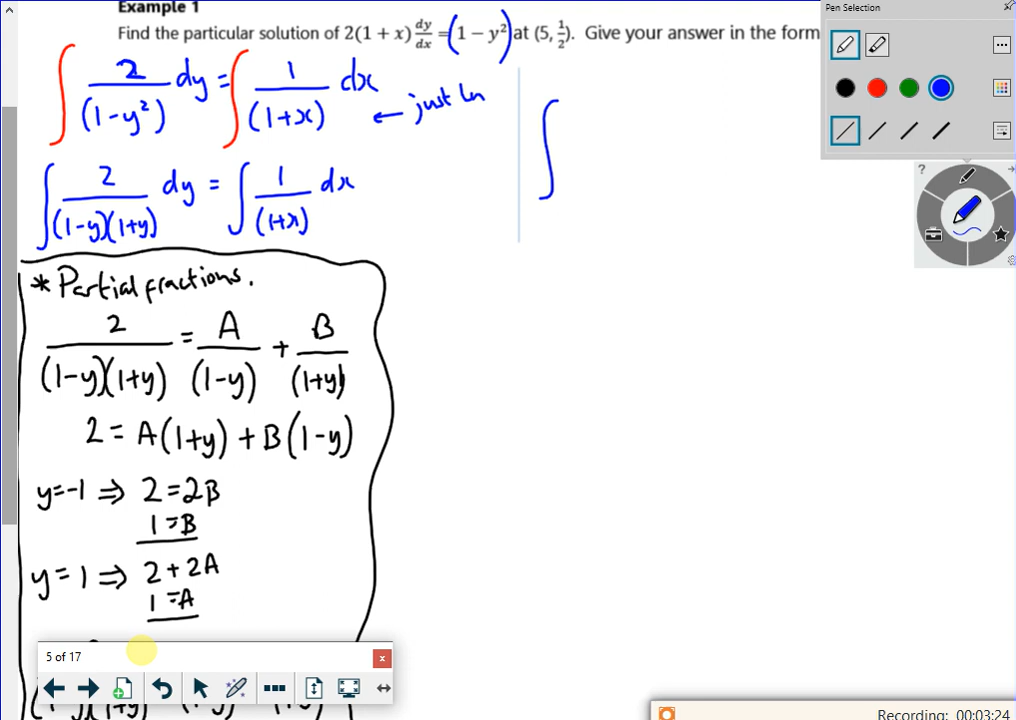 Example 1
Find the particular solution of 2(1 + x) dy/dx = (1 − y²) at (5, 1/2). Give your answer in the form
∫ 2/(1-y²) dy = ∫ 1/(1+x) dx ← just ln
∫ 2/((1-y)(1+y)) dy = ∫ 1/(1+x) dx
∫
* Partial fractions.
2/((1-y)(1+y)) = A/(1-y) + B/(1+y)
2 = A(1+y) + B(1-y)
y=-1 ⇒ 2=2B
1=B
y=1 ⇒ 2+2A
1=A
(1+y)
Pen Selection
?
5 of 17
x
Recording: 00:03:24